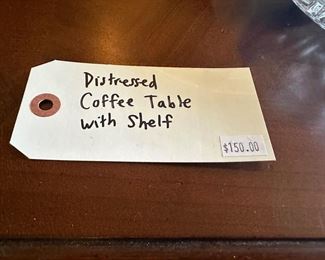 Distressed
Coffee Table
with Shelf
$150.00